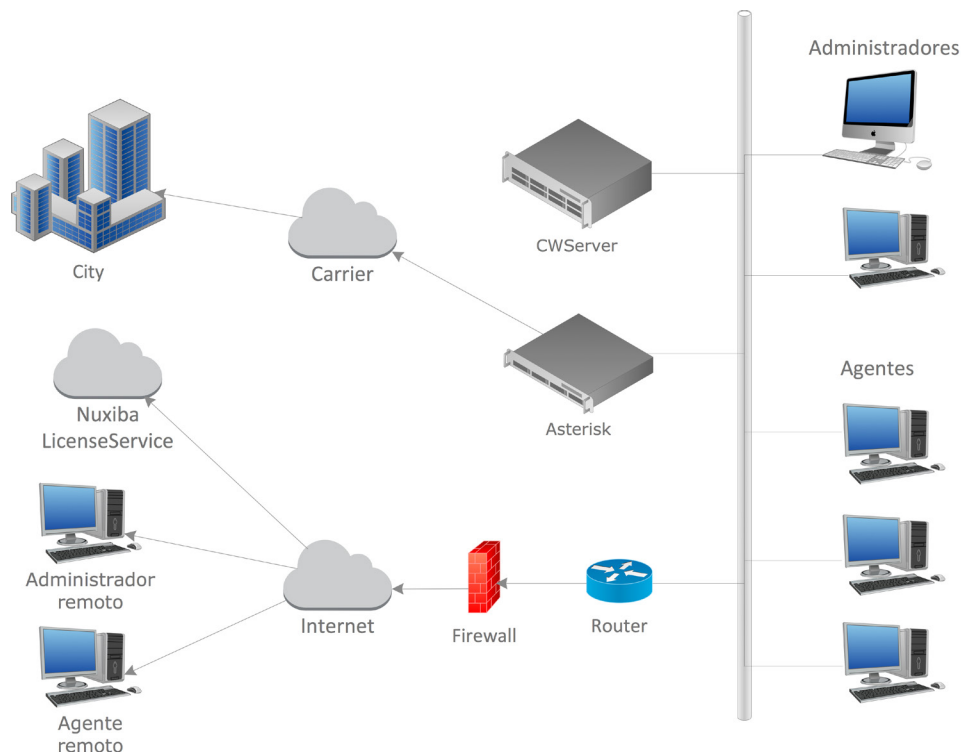 Administradores
CWServer
City
Carrier
Agentes
Nuxiba
LicenseService
Asterisk
Administrador
remoto
Internet
Firewall
Router
Agente
remoto